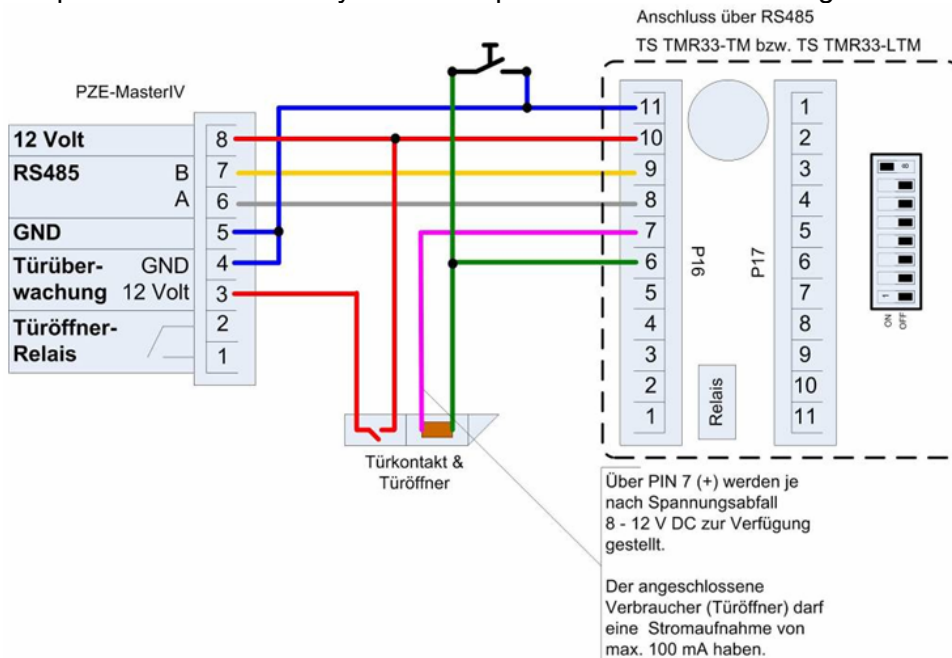 Anschluss über RS485
TS TMR33-TM bzw. TS TMR33-LTM
PZE-MasterIV
12 Volt
8
RS485 B
7
A
6
GND
5
Türüber- GND
4
wachung 12 Volt
3
Türöffner-
2
Relais
1
11
10
9
8
7
6
5
4
3
2
1
P16
Relais
P17
1
2
3
4
5
6
7
8
9
10
11
8
1
ON
OFF
Türkontakt &
Türöffner
Über PIN 7 (+) werden je
nach Spannungsabfall
8 - 12 V DC zur Verfügung
gestellt.
Der angeschlossene
Verbraucher (Türöffner) darf
eine Stromaufnahme von
max. 100 mA haben.